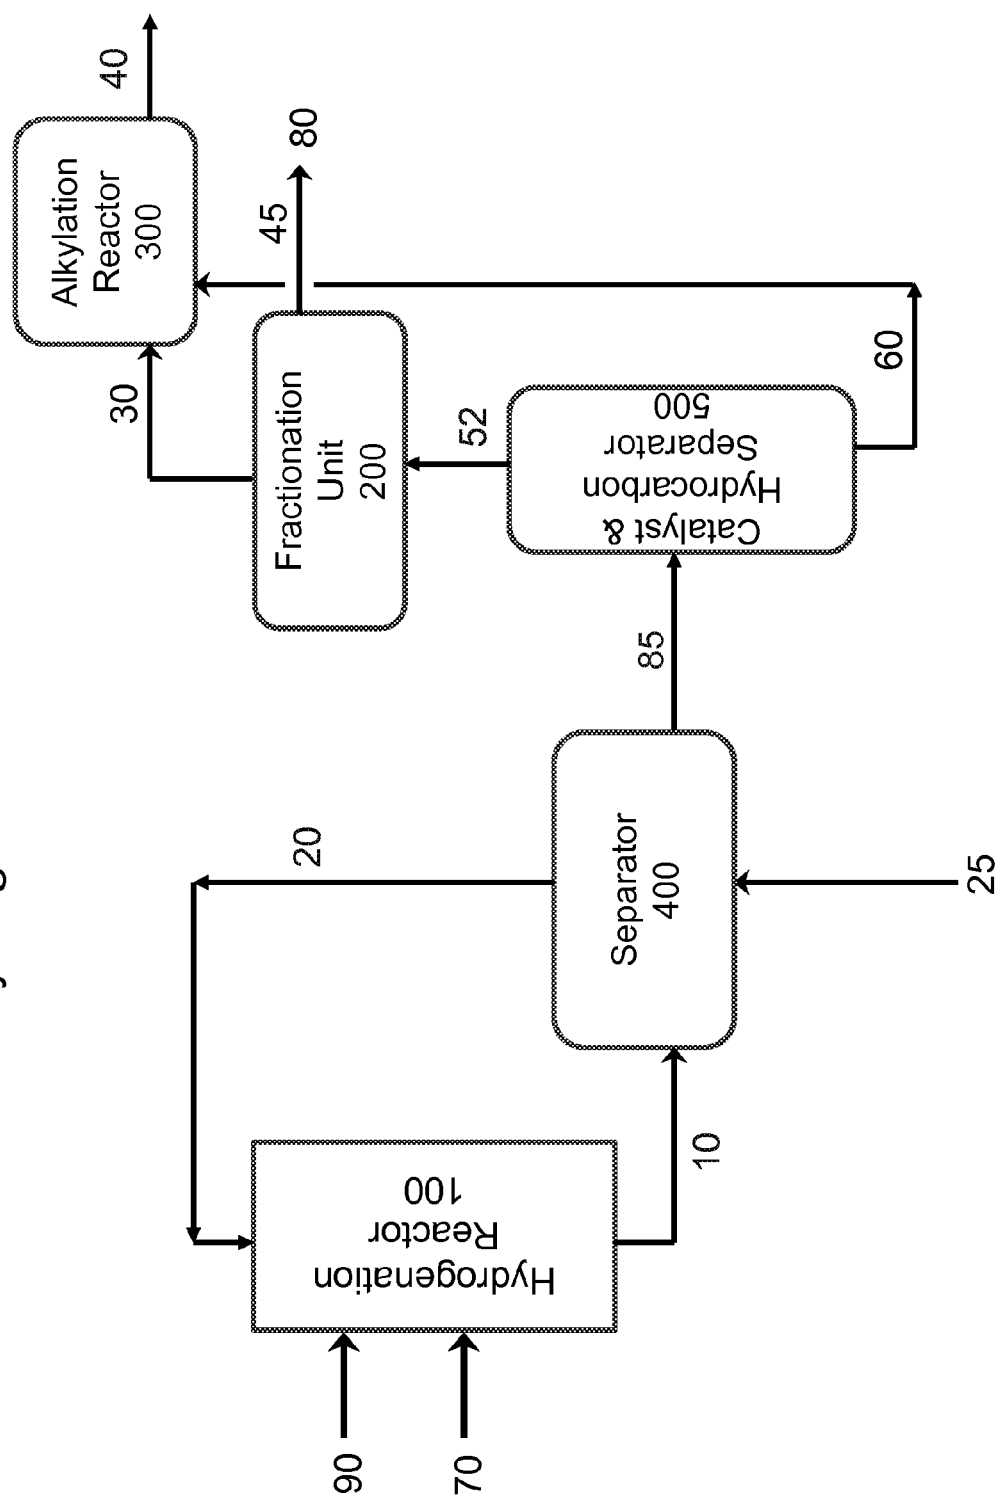 40
Alkylation
Reactor
300
30
45
80
Fractionation
Unit
200
52
60
Catalyst &
Hydrocarbon
Separator
500
85
20
Separator
400
25
10
Hydrogenation
Reactor
100
90
70